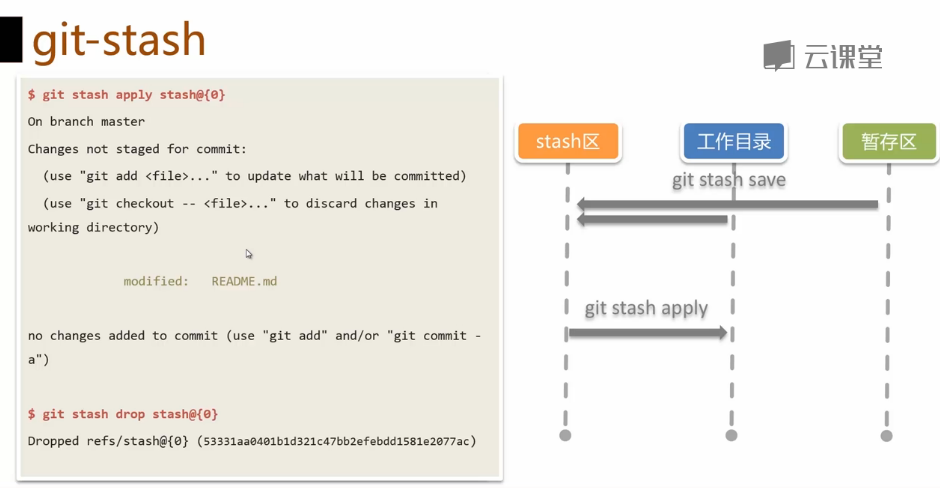 git-stash
云课堂
$ git stash apply stash@{0}
On branch master
Changes not staged for commit:
(use "git add <file>..." to update what will be committed)
(use "git checkout -- <file>..." to discard changes in
working directory)
modified: README.md
no changes added to commit (use "git add" and/or "git commit -
a")
$ git stash drop stash@{0}
Dropped refs/stash@{0} (53331aa0401b1d321c47bb2efebdd1581e2077ac)
stash区
工作目录
暂存区
git stash save
git stash apply